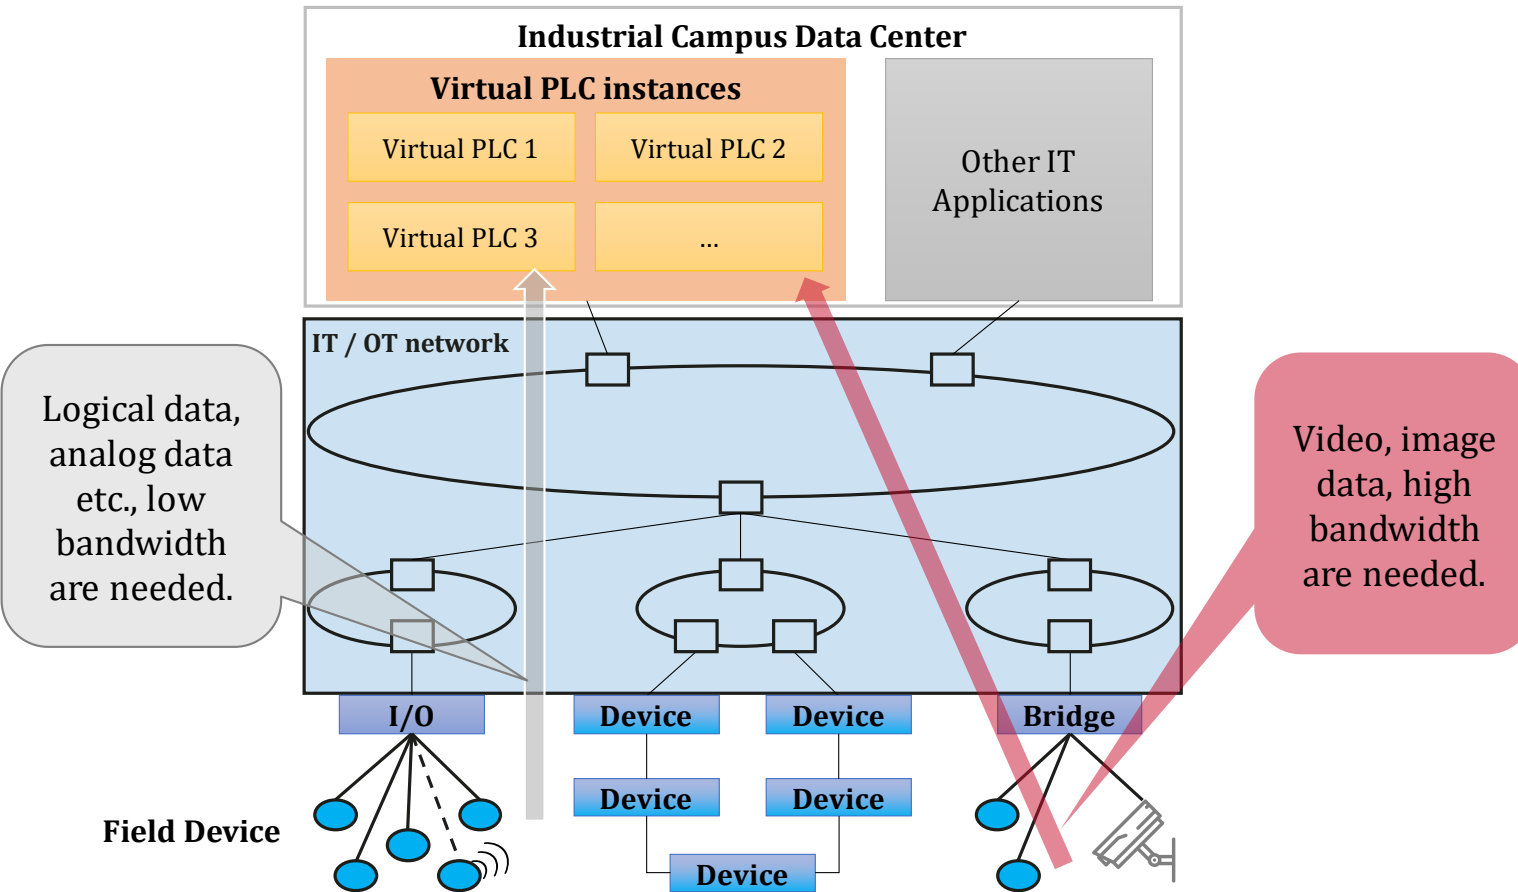 Industrial Campus Data Center
Virtual PLC instances
Virtual PLC 1
Virtual PLC 2
Virtual PLC 3
...
Other IT
Applications
IT / OT network
Logical data,
analog data
etc., low
bandwidth
are needed.
Video, image
data, high
bandwidth
are needed.
I/O
Device
Device
Bridge
Device
Device
Field Device
Device